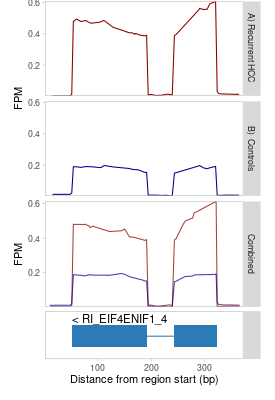 0.6
0.4
0.2
A) Recurrent HCC
FPM
0.6
0.4
0.2
B) Controls
0.6
0.4
0.2
FPM
Combined
< RI_EIF4ENIF1_4
100 200 300
Distance from region start (bp)